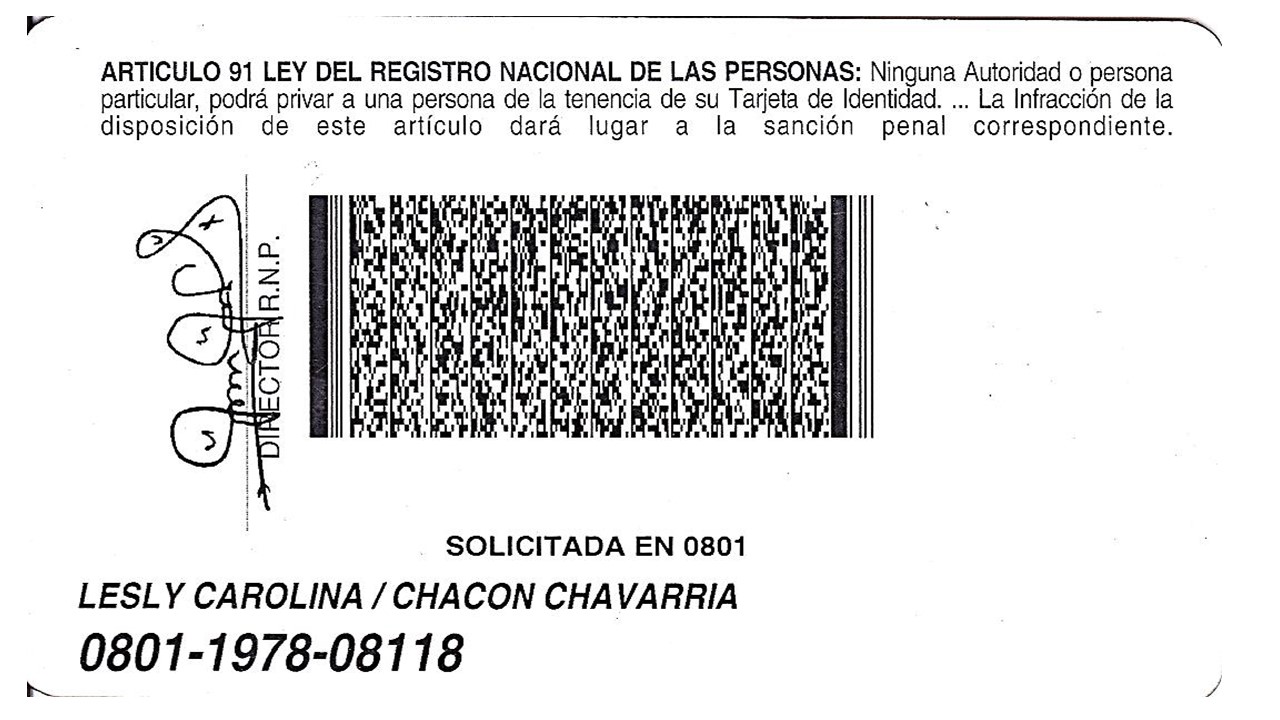 ARTICULO 91 LEY DEL REGISTRO NACIONAL DE LAS PERSONAS: Ninguna Autoridad o persona
particular, podrá privar a una persona de la tenencia de su Tarjeta de Identidad. ... La Infracción de la
disposición de este artículo dará lugar a la sanción penal correspondiente.
DIRECTOR R.N.P.
SOLICITADA EN 0801
LESLY CAROLINA / CHACON CHAVARRIA
0801-1978-08118